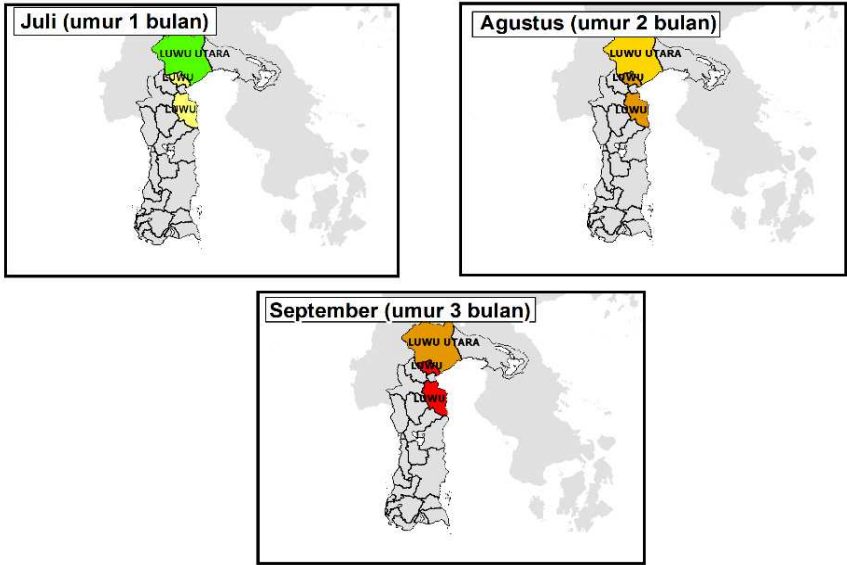 Juli (umur 1 bulan)
LUWU UTARA
LUWU
LUWU
Agustus (umur 2 bulan)
LUWU UTARA
LUWU
LUWU
September (umur 3 bulan)
LUWU UTARA
LUWU
LUWU